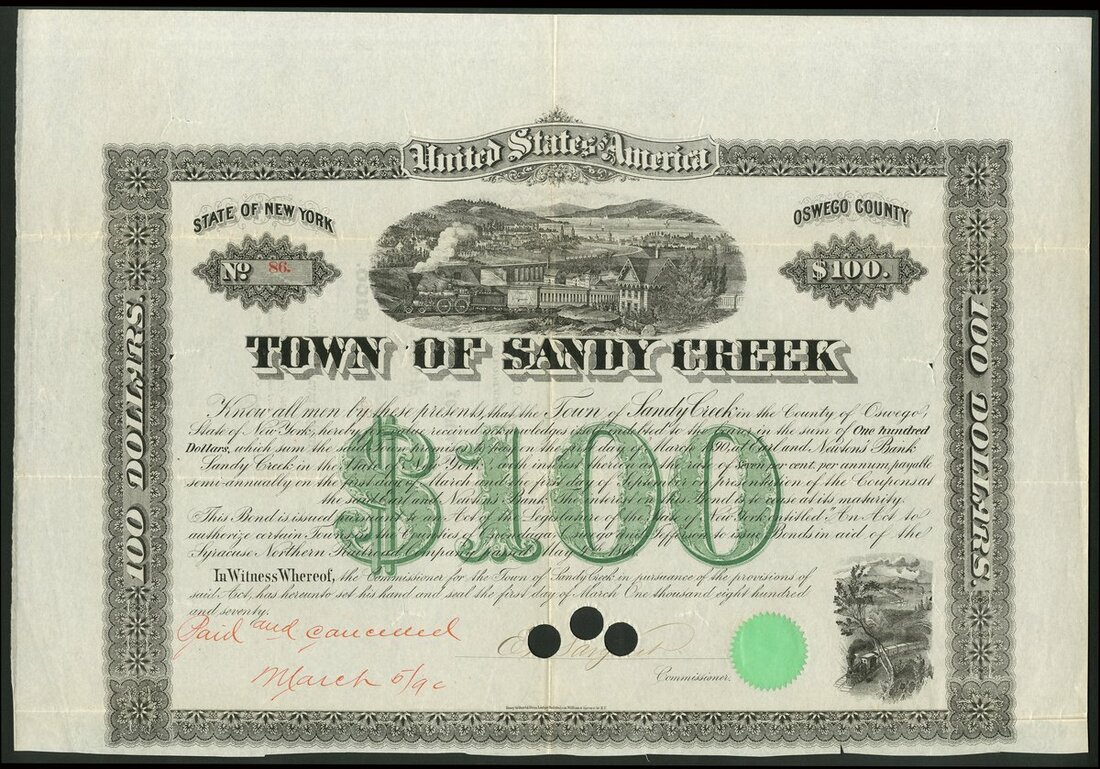 United States of America
STATE OF NEW YORK
OSWEGO COUNTY
No 86.
$100.
TOWN OF SANDY CREEK
100 DOLLARS.
100 DOLLARS.
$100
Know all men by these presents, that the Town of Sandy Creek in the County of Oswego,
State of New York, hereby received acknowledges itself indebted to the bearer in the sum of One hundred
Dollars, which sum the said Town promises to on the first day of March at and Newton's Bank
Sandy Creek in the State of New York, with interest thereon at the rate of Seven per cent. per annum, payable
semi-annually on the first day of March and the first day of September on presentation of the Coupons at
the said Earl and Newton's Bank. The interest on this Bond to cease at its maturity.
This Bond is issued pursuant to an Act of the Legislature of the State of New York entitled "An Act to
authorize certain Towns in the Counties of Onondaga Oswego and Jefferson to issue Bonds in aid of the
Syracuse Northern Railroad Company" passed May
In Witness Whereof, the Commissioner for the Town of Sandy Creek in pursuance of the provisions of
said Act, has hereunto set his hand and seal the first day of March One thousand eight hundred
and seventy.
Paid and cancelled
March 5/90
Sargent
Commissioner.